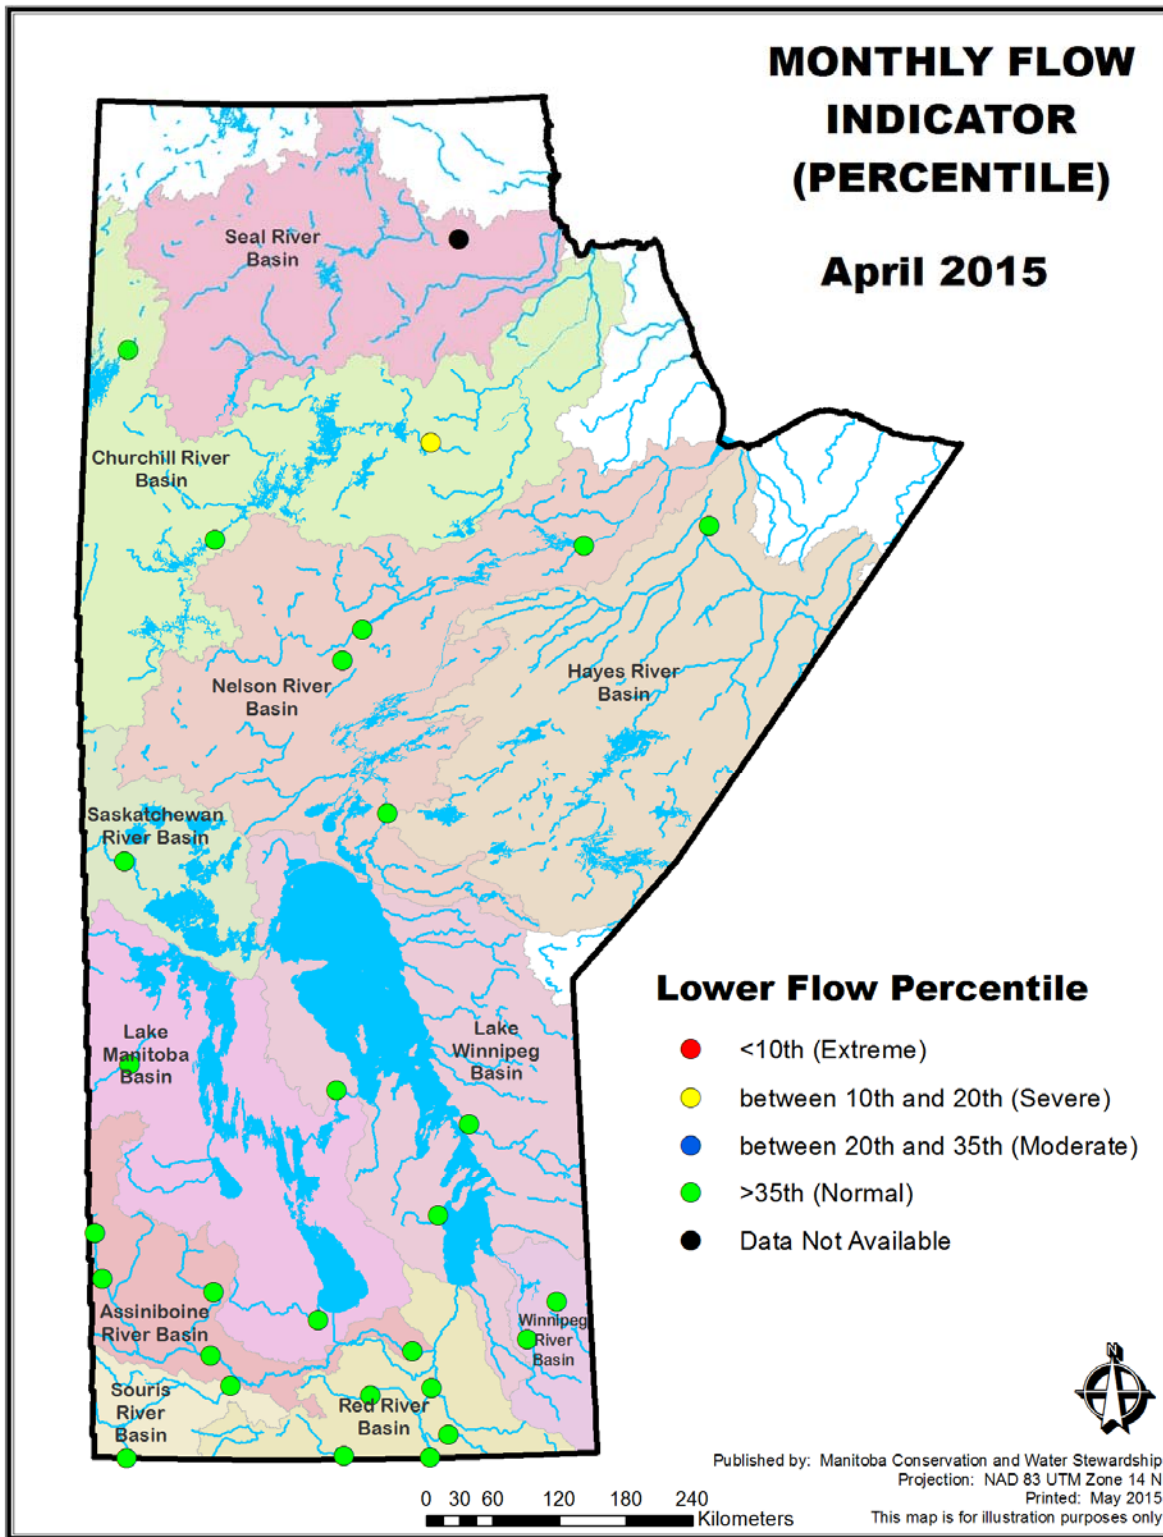 MONTHLY FLOW
INDICATOR
(PERCENTILE)
April 2015
Seal River
Basin
Churchill River
Basin
Hayes River
Basin
Nelson River
Basin
Saskatchewan
River Basin
Lake
Manitoba
Basin
Lake
Winnipeg
Basin
Lower Flow Percentile
<10th (Extreme)
between 10th and 20th (Severe)
between 20th and 35th (Moderate)
>35th (Normal)
Data Not Available
Assiniboine
River Basin
Winnipeg
River
Basin
Souris
River
Basin
Red River
Basin
N
0 30 60 120 180 240
Kilometers
Published by: Manitoba Conservation and Water Stewardship
Projection: NAD 83 UTM Zone 14 N
Printed: May 2015
This map is for illustration purposes only